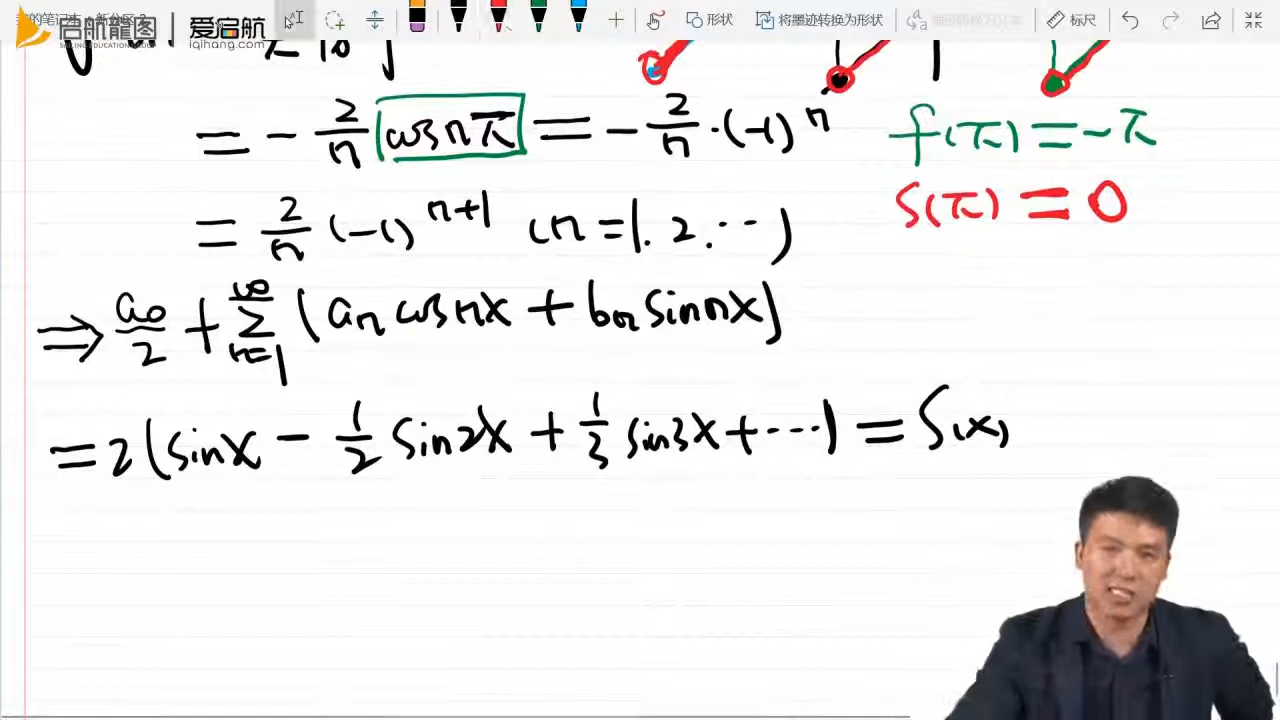 启航龍图 爱启航 iqihang.com
形状 将墨迹转换为形状 标尺
= - 2/n cos nπ = - 2/n · (-1)^n
f(π) = -π
S(π) = 0
= 2/n (-1)^{n+1} (n = 1. 2. ...)
⇒ a₀/2 + ∑_{n=1}^{∞} (aₙ cos nx + bₙ sin nx)
= 2(sin x - 1/2 sin 2x + 1/3 sin 3x + ...) = S(x)